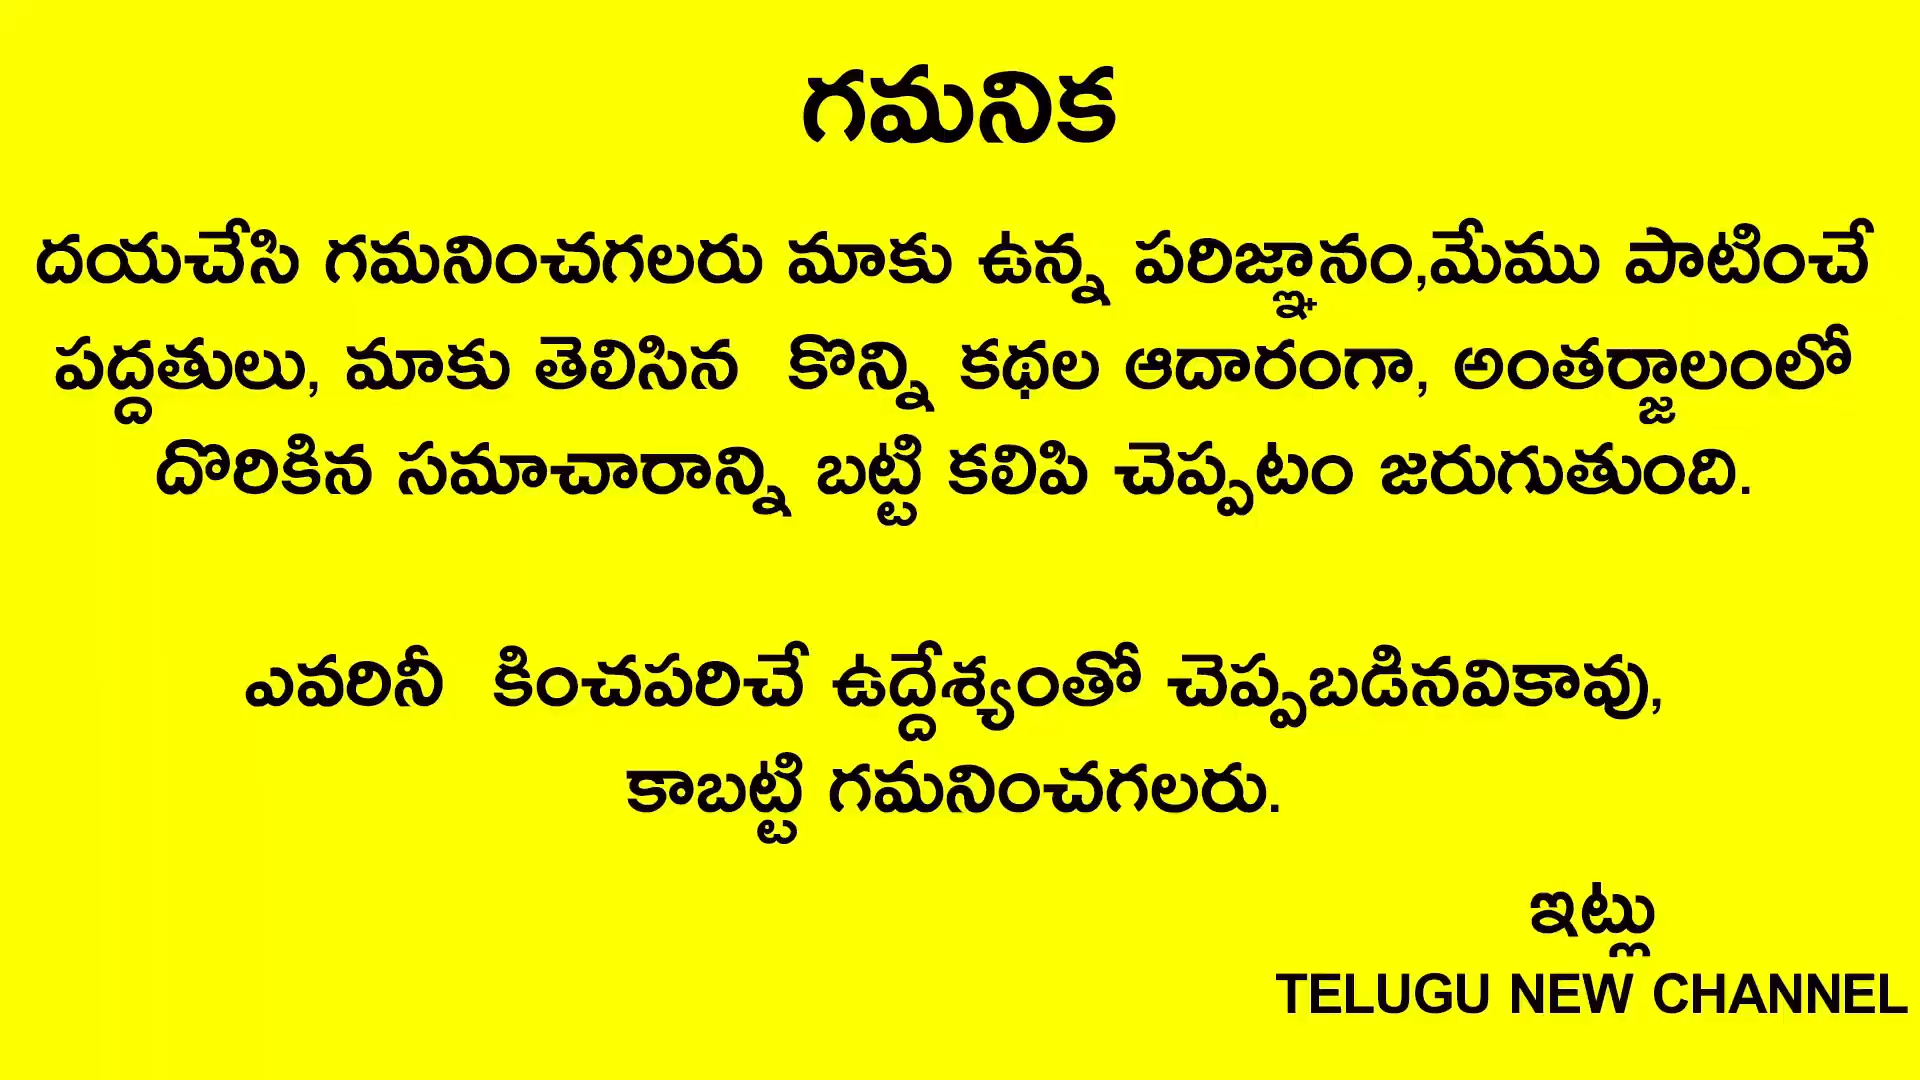 గమనిక
దయచేసి గమనించగలరు మాకు ఉన్న పరిజ్ఞానం,మేము పాటించే
పద్దతులు, మాకు తెలిసిన కొన్ని కథల ఆదారంగా, అంతర్జాలంలో
దొరికిన సమాచారాన్ని బట్టి కలిపి చెప్పటం జరుగుతుంది.
ఎవరినీ కించపరిచే ఉద్దేశ్యంతో చెప్పబడినవికావు,
కాబట్టి గమనించగలరు.
ఇట్లు
TELUGU NEW CHANNEL